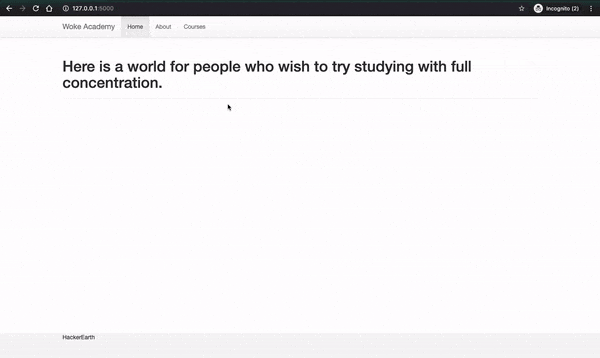 127.0.0.1:5000
Incognito (2)
Woke Academy Home About Courses
Here is a world for people who wish to try studying with full
concentration.
HackerEarth